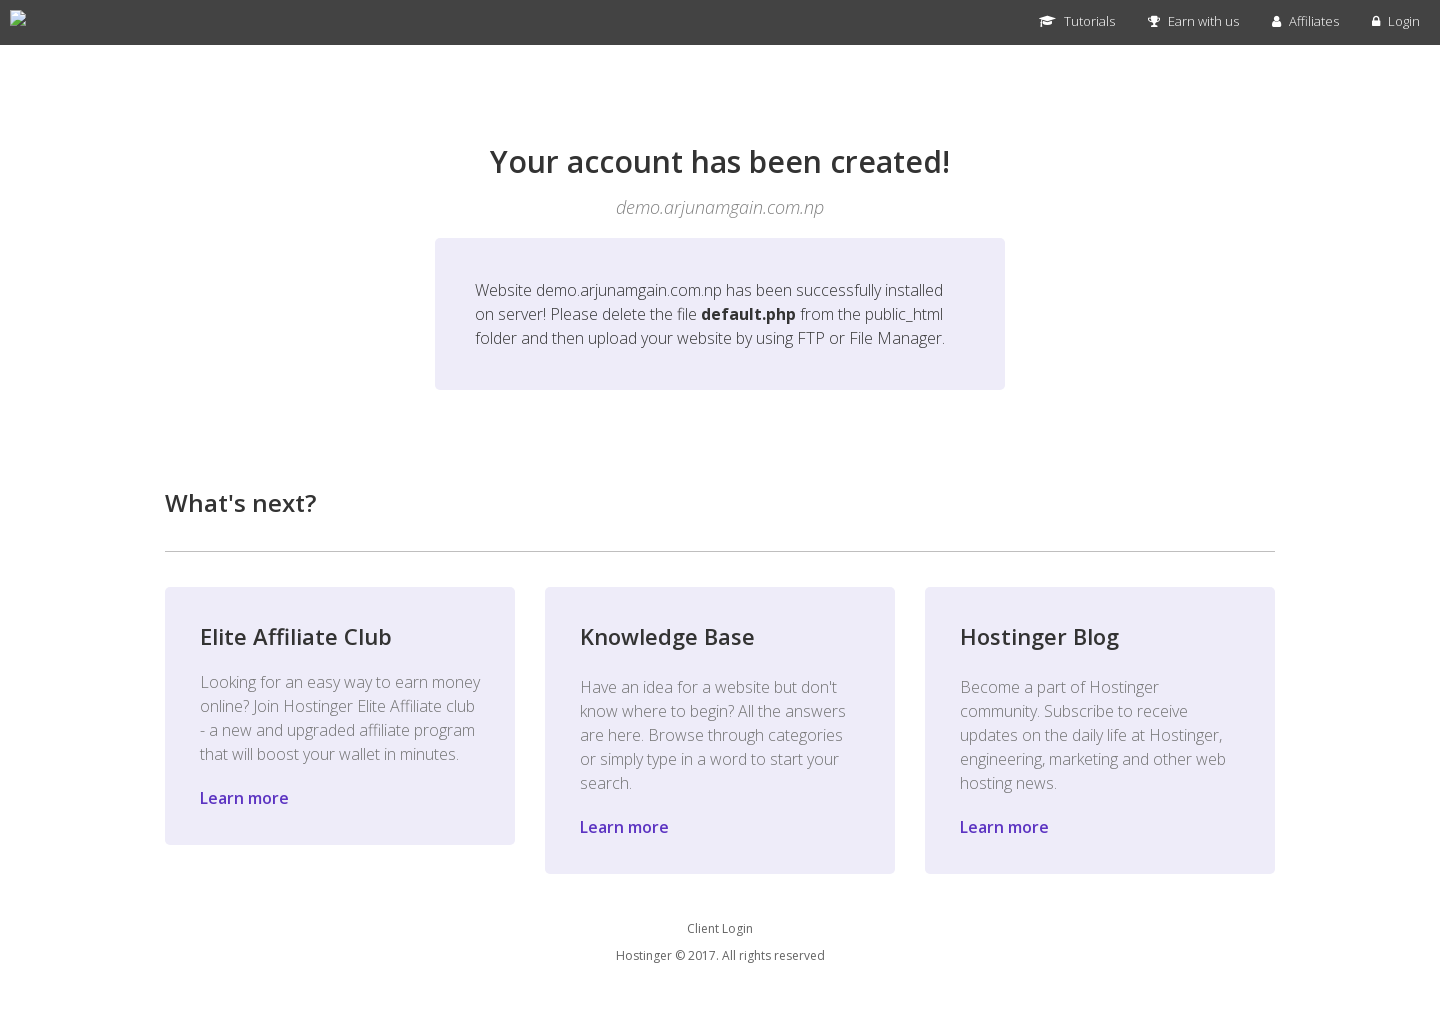 Tutorials Earn with us Affiliates Login
Your account has been created!
demo.arjunamgain.com.np
Website demo.arjunamgain.com.np has been successfully installed
on server! Please delete the file default.php from the public_html
folder and then upload your website by using FTP or File Manager.
What's next?
Elite Affiliate Club
Looking for an easy way to earn money
online? Join Hostinger Elite Affiliate club
- a new and upgraded affiliate program
that will boost your wallet in minutes.
Learn more
Knowledge Base
Have an idea for a website but don't
know where to begin? All the answers
are here. Browse through categories
or simply type in a word to start your
search.
Learn more
Hostinger Blog
Become a part of Hostinger
community. Subscribe to receive
updates on the daily life at Hostinger,
engineering, marketing and other web
hosting news.
Learn more
Client Login
Hostinger © 2017. All rights reserved